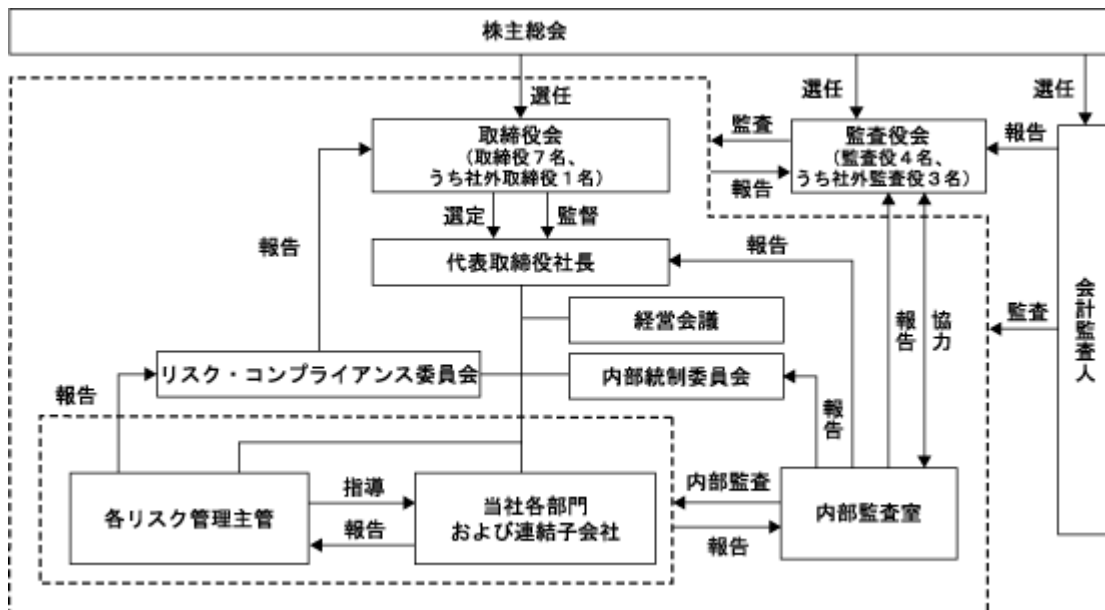 株主総会
選任
選任
選任
取締役会
(取締役7名、
うち社外取締役1名)
監査
報告
監査役会
(監査役4名、
うち社外監査役3名)
報告
選定
監督
報告
代表取締役社長
報告
経営会議
報告
協力
監査
会計監査人
リスク・コンプライアンス委員会
内部統制委員会
報告
報告
各リスク管理主管
指導
報告
当社各部門
および連結子会社
内部監査
報告
内部監査室